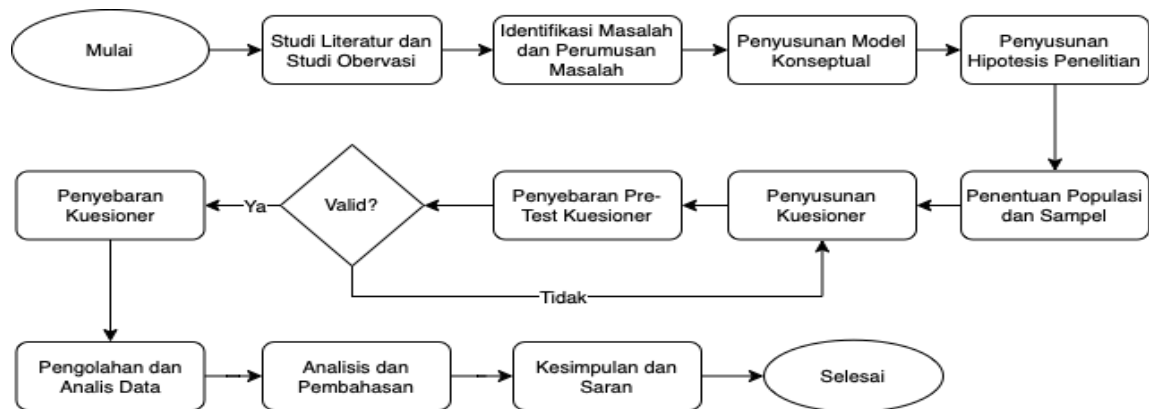 Mulai
Studi Literatur dan
Studi Obervasi
Identifikasi Masalah
dan Perumusan
Masalah
Penyusunan Model
Konseptual
Penyusunan
Hipotesis Penelitian
Penentuan Populasi
dan Sampel
Penyusunan
Kuesioner
Penyebaran Pre-
Test Kuesioner
Valid?
Ya
Tidak
Penyebaran
Kuesioner
Pengolahan dan
Analis Data
Analisis dan
Pembahasan
Kesimpulan dan
Saran
Selesai